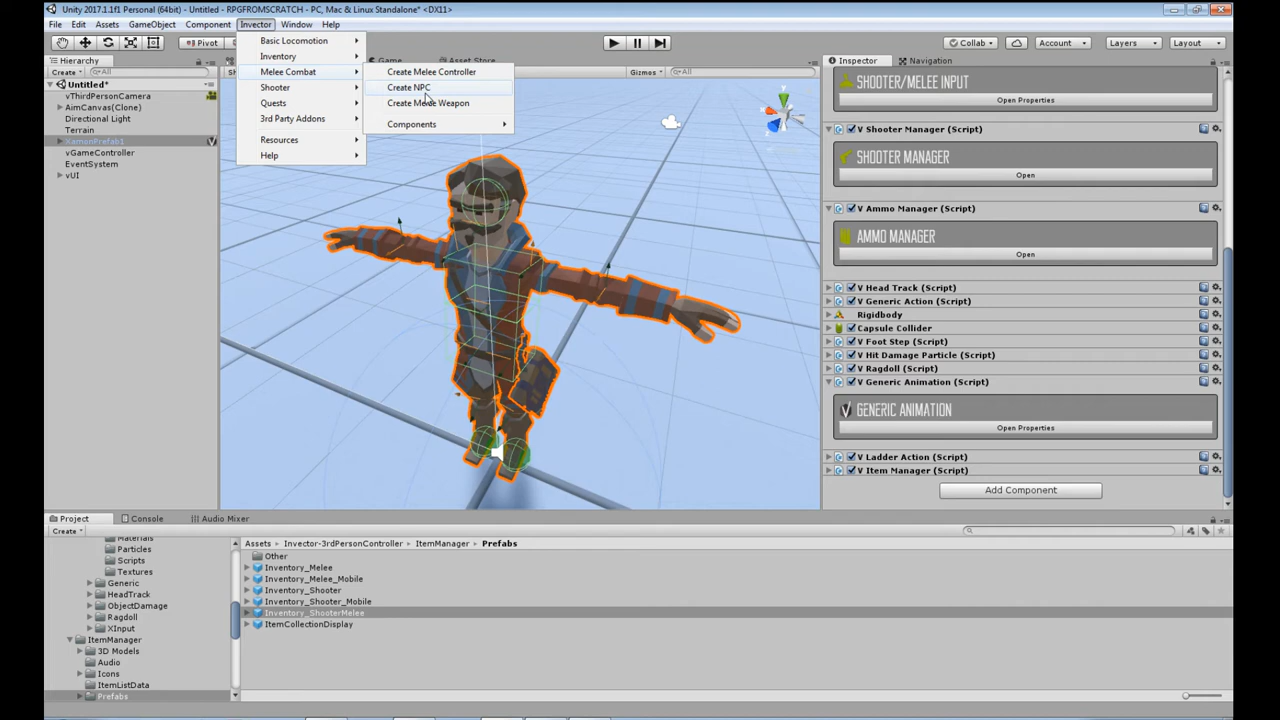 Unity 2017.1.1f1 Personal (64bit) - Untitled - RPGFROMSCRATCH - PC, Mac & Linux Standalone* <DX11>
File Edit Assets GameObject Component Invector Window Help
Pivot
Collab Account Layers Layout
Hierarchy
Create All
Untitled*
vThirdPersonCamera
AimCanvas(Clone)
Directional Light
Terrain
vGameController
EventSystem
vUI
Basic Locomotion
Inventory
Melee Combat
Shooter
Quests
3rd Party Addons
Resources
Help
Create Melee Controller
Create NPC
Create Melee Weapon
Components
Game
Asset Store
Gizmos All
Inspector
SHOOTER/MELEE INPUT
Open Properties
V Shooter Manager (Script)
SHOOTER MANAGER
Open
V Ammo Manager (Script)
AMMO MANAGER
Open
V Head Track (Script)
V Generic Action (Script)
Rigidbody
Capsule Collider
V Foot Step (Script)
V Hit Damage Particle (Script)
V Ragdoll (Script)
V Generic Animation (Script)
GENERIC ANIMATION
Open Properties
V Ladder Action (Script)
V Item Manager (Script)
Add Component
Project Console Audio Mixer
Create
Materials
Particles
Scripts
Textures
Generic
HeadTrack
ObjectDamage
Ragdoll
XInput
ItemManager
3D Models
Audio
Icons
ItemListData
Prefabs
Assets Invector-3rdPersonController ItemManager Prefabs
Other
Inventory_Melee
Inventory_Melee_Mobile
Inventory_Shooter
Inventory_Shooter_Mobile
Inventory_ShooterMelee
ItemCollectionDisplay